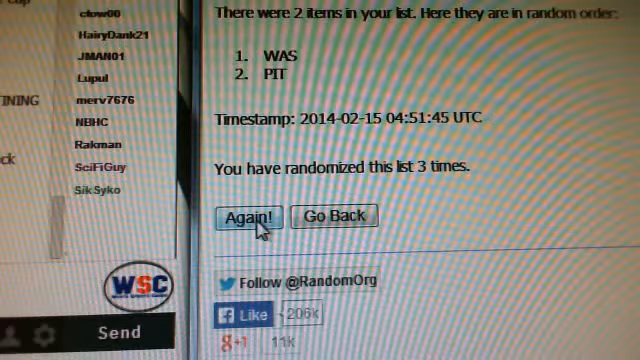 clow00
HairyDank21
JMAN01
Lupul
merv7676
NBHC
Rakman
SciFiGuy
SikSyko
TINING
ck
WSC
Send
There were 2 items in your list. Here they are in random order:
1. WAS
2. PIT
Timestamp: 2014-02-15 04:51:45 UTC
You have randomized this list 3 times.
Again! Go Back
Follow @RandomOrg
Like 206k
+1 11k